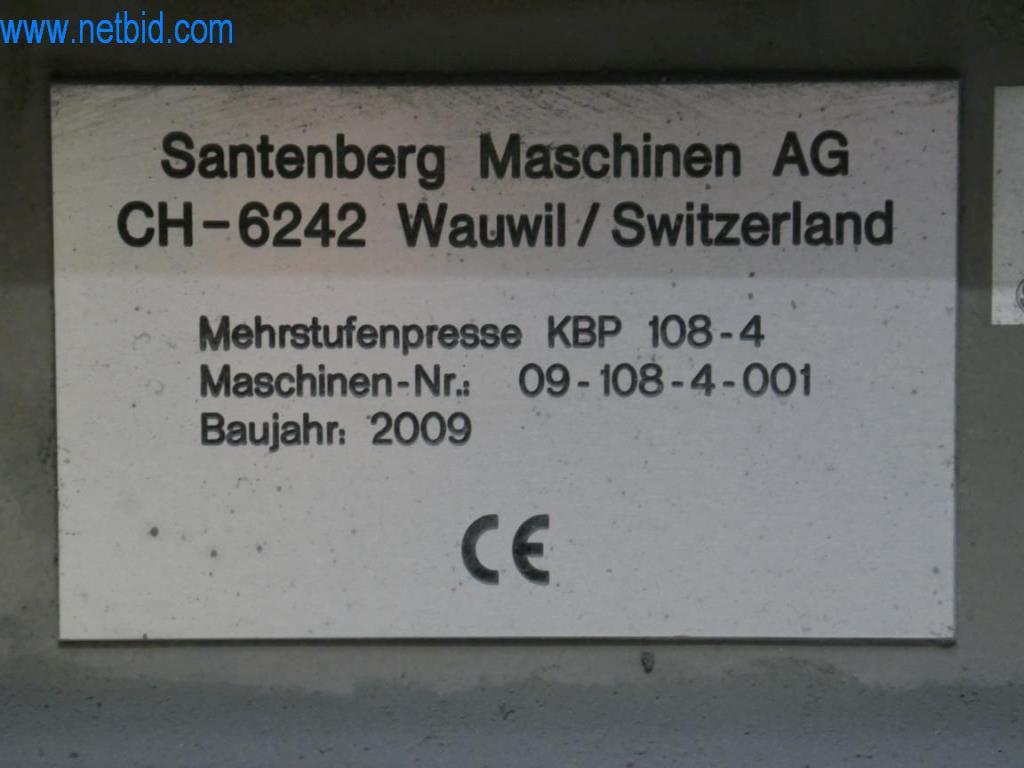 www.netbid.com
Santenberg Maschinen AG
CH-6242 Wauwil / Switzerland
Mehrstufenpresse KBP 108-4
Maschinen-Nr.: 09-108-4-001
Baujahr: 2009
CE